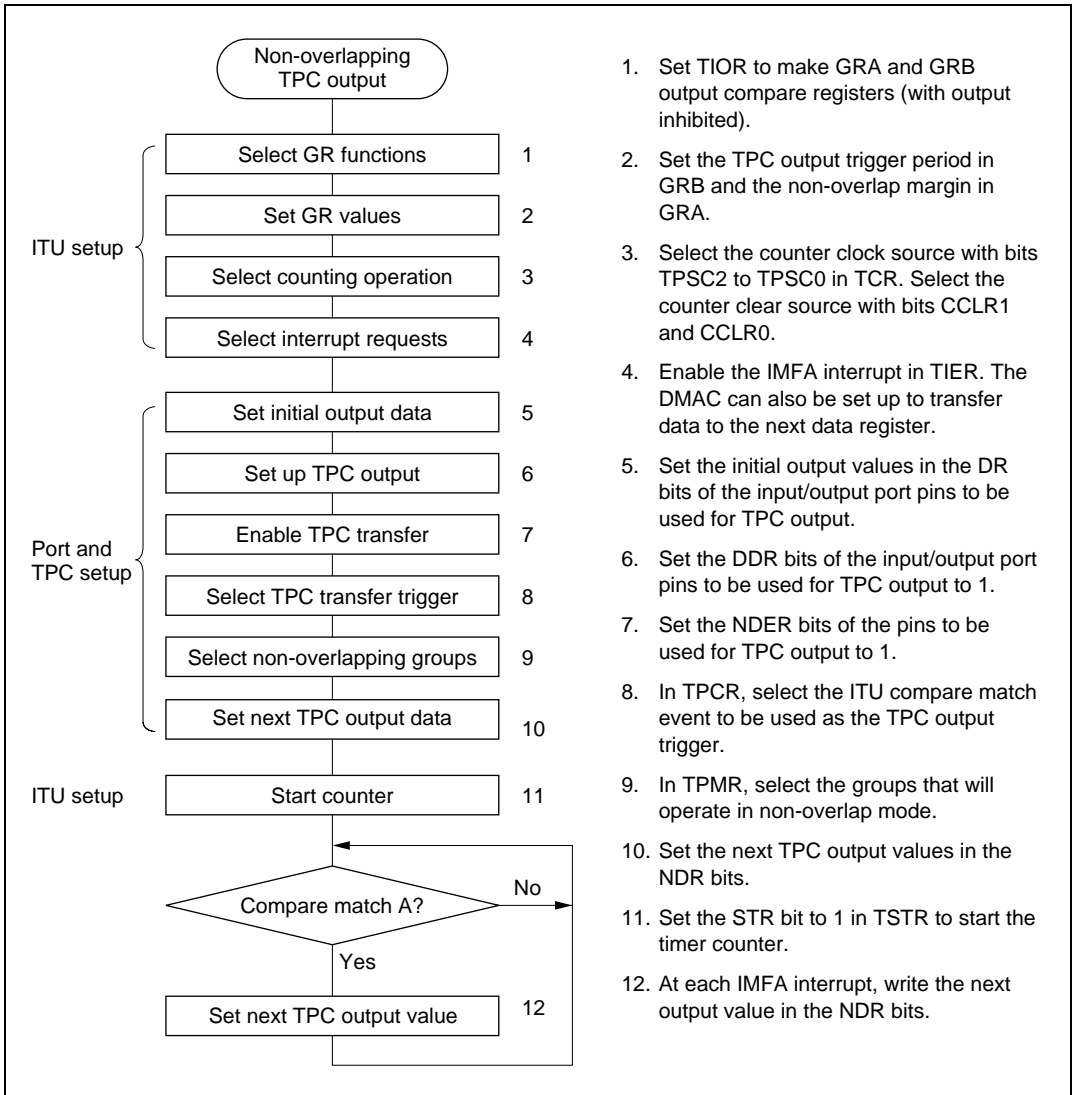 Non-overlapping
TPC output
ITU setup
Select GR functions 1
Set GR values 2
Select counting operation 3
Select interrupt requests 4
Port and
TPC setup
Set initial output data 5
Set up TPC output 6
Enable TPC transfer 7
Select TPC transfer trigger 8
Select non-overlapping groups 9
Set next TPC output data 10
ITU setup
Start counter 11
Compare match A?
No
Yes
Set next TPC output value 12
1. Set TIOR to make GRA and GRB
output compare registers (with output
inhibited).
2. Set the TPC output trigger period in
GRB and the non-overlap margin in
GRA.
3. Select the counter clock source with bits
TPSC2 to TPSC0 in TCR. Select the
counter clear source with bits CCLR1
and CCLR0.
4. Enable the IMFA interrupt in TIER. The
DMAC can also be set up to transfer
data to the next data register.
5. Set the initial output values in the DR
bits of the input/output port pins to be
used for TPC output.
6. Set the DDR bits of the input/output port
pins to be used for TPC output to 1.
7. Set the NDER bits of the pins to be
used for TPC output to 1.
8. In TPCR, select the ITU compare match
event to be used as the TPC output
trigger.
9. In TPMR, select the groups that will
operate in non-overlap mode.
10. Set the next TPC output values in the
NDR bits.
11. Set the STR bit to 1 in TSTR to start the
timer counter.
12. At each IMFA interrupt, write the next
output value in the NDR bits.